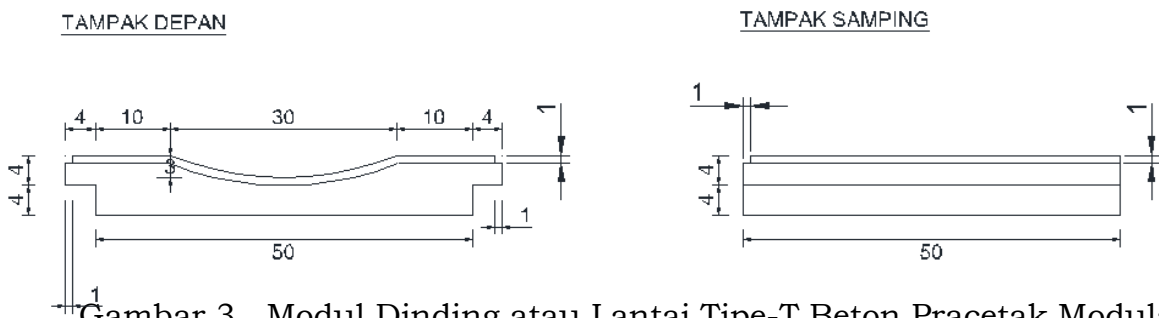 TAMPAK DEPAN
TAMPAK SAMPING
4 10 30 10 4 1
1 1
3
4
4
4
4
1
50
50
1
Gambar 3. Modul Dinding atau Lantai Tipe-T Beton Pracetak